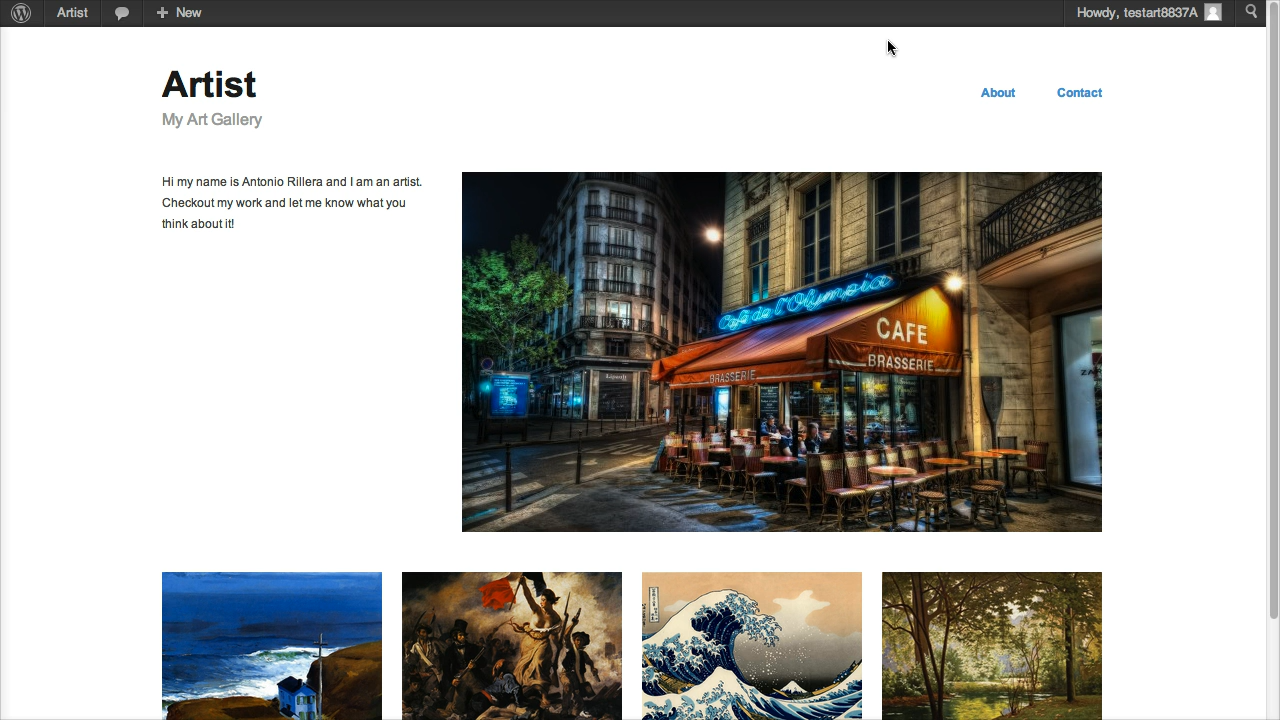 Artist
New
Howdy, testart8837A
Artist
My Art Gallery
About
Contact
Hi my name is Antonio Rillera and I am an artist.
Checkout my work and let me know what you
think about it!
Café de l'Olympia
CAFE
BRASSERIE
BRASSERIE